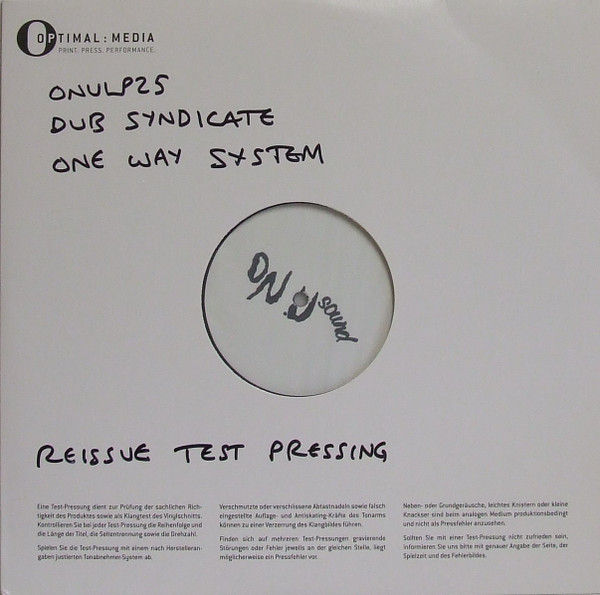 OPTIMAL : MEDIA
PRINT. PRESS. PERFORMANCE.
ONULP25
DUB SYNDICATE
ONE WAY SYSTEM
ON.U
sound
REISSUE TEST PRESSING
Eine Test-Pressung dient zur Prüfung der sachlichen Rich-
tigkeit des Produktes sowie als Klangtest des Vinylschnitts.
Kontrollieren Sie bei jeder Test-Pressung die Reihenfolge und
die Länge der Titel, die Seitentrennung sowie die Drehzahl.
Spielen Sie die Test-Pressung mit einem nach Herstelleran-
gaben justierten Tonabnehmer-System ab.
Verschmutzte oder verschlissene Abtastnadeln sowie falsch
eingestellte Auflage- und Antiskating-Kräfte des Tonarms
können zu einer Verzerrung des Klangbildes führen.
Finden sich auf mehreren Test-Pressungen gravierende
Störungen oder Fehler jeweils an der gleichen Stelle, liegt
möglicherweise ein Pressfehler vor.
Neben- oder Grundgeräusche, leichtes Knistern oder kleine
Knackser sind beim analogen Medium produktionsbedingt
und nicht als Pressfehler anzusehen.
Sollten Sie mit einer Test-Pressung nicht zufrieden sein,
informieren Sie uns bitte mit genauer Angabe der Seite, der
Spielzeit und des Fehlerbildes.